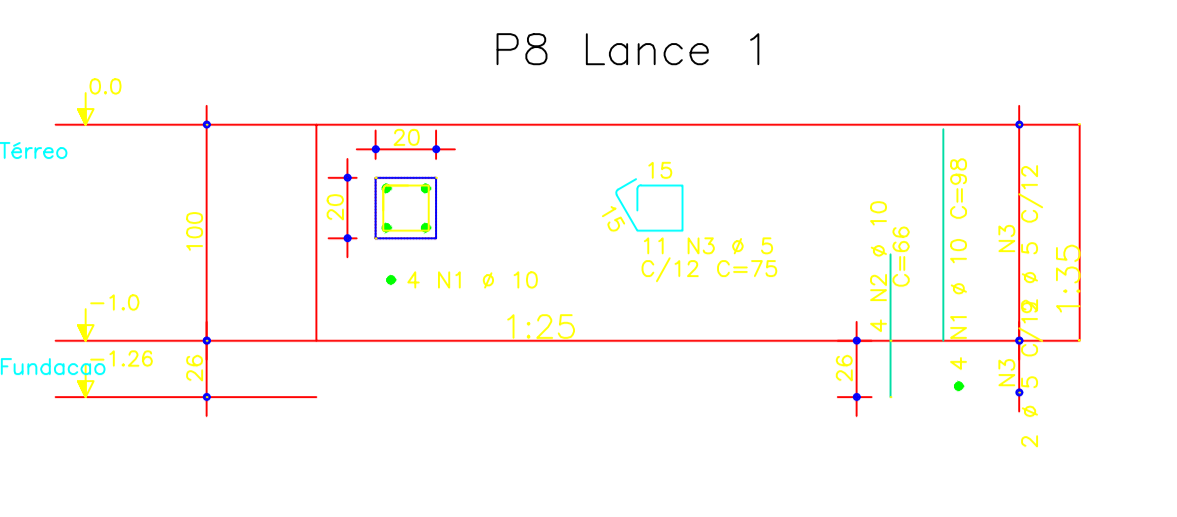 P8 Lance 1
0.0
Térreo
100
-1.0
-1.26
Fundacao
26
20
20
4 N1 ø 10
1:25
15
15
11 N3 ø 5
C/12 C=75
26
4 N2 ø 10
C=66
4 N1 ø 10 C=98
N3
9 ø 5 C/12
N3
2 ø 5 C/12
1:35